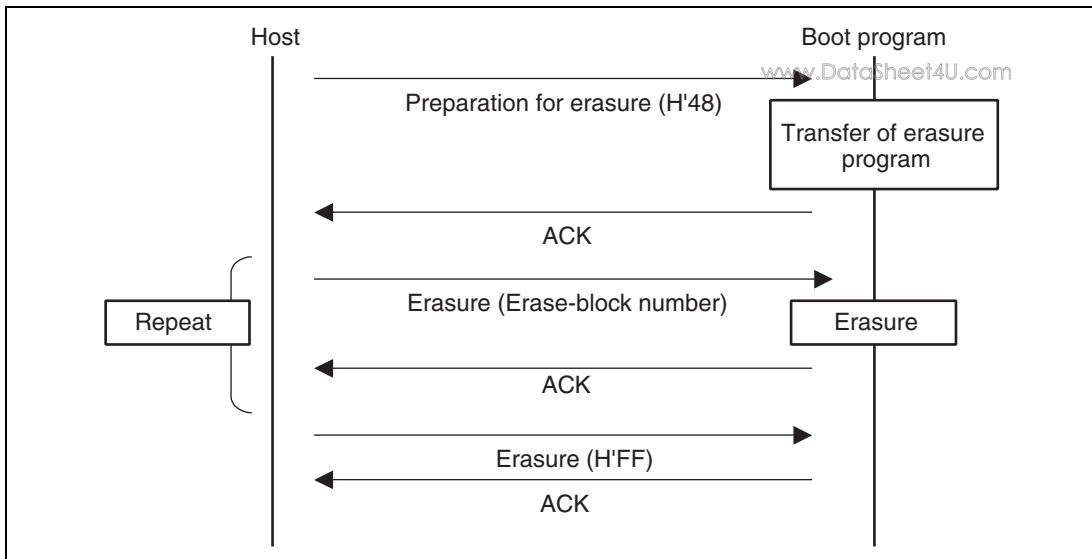 Host
Boot program
www.DataSheet4U.com
Preparation for erasure (H'48)
Transfer of erasure
program
ACK
Erasure (Erase-block number)
Repeat
Erasure
ACK
Erasure (H'FF)
ACK